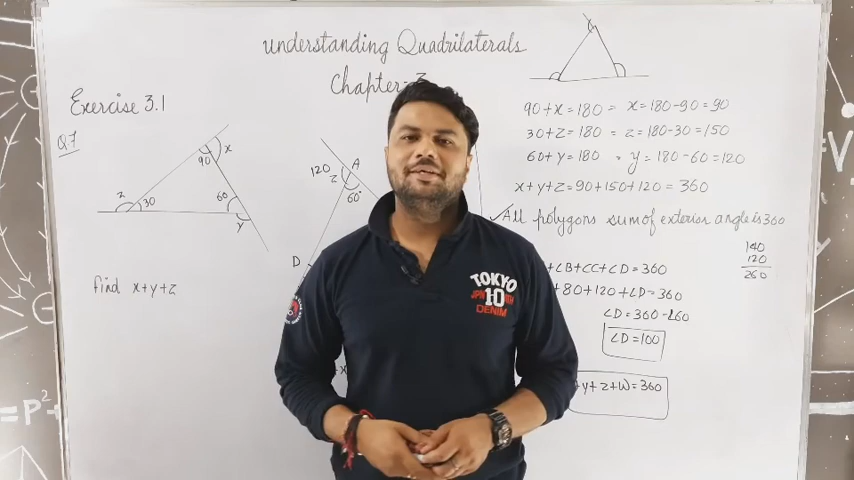 understanding Quadrilaterals
Chapter-3
Exercise 3.1
Q7
90
x
z
30
60
y
find x+y+z
120
z
A
60°
D
x
90+x=180 = x=180-90=90
30+z=180 = z=180-30=150
60+y=180 = y=180-60=120
x+y+z=90+150+120=360
✓All polygons sum of exterior angle is 360
140
120
260
+∠B+∠C+∠D=360
+80+120+∠D=360
∠D=360-260
∠D=100
+y+z+w=360
TOKYO
10
DENIM